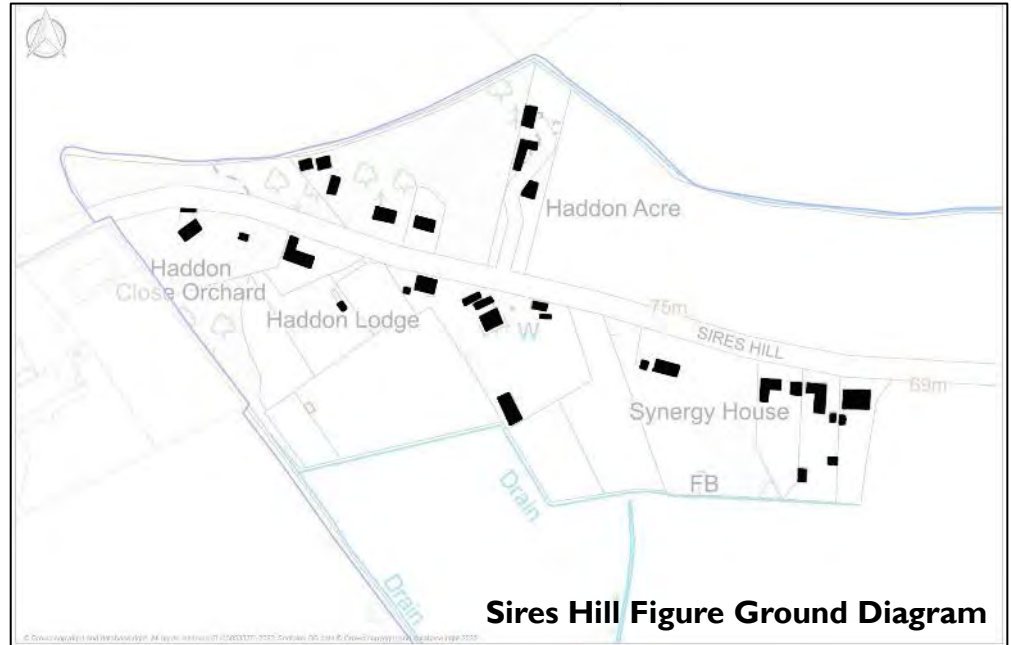 Haddon Acre
Haddon
Close Orchard
Haddon Lodge
W
75m
SIRES HILL
69m
Synergy House
FB
Drain
Drain
Sires Hill Figure Ground Diagram